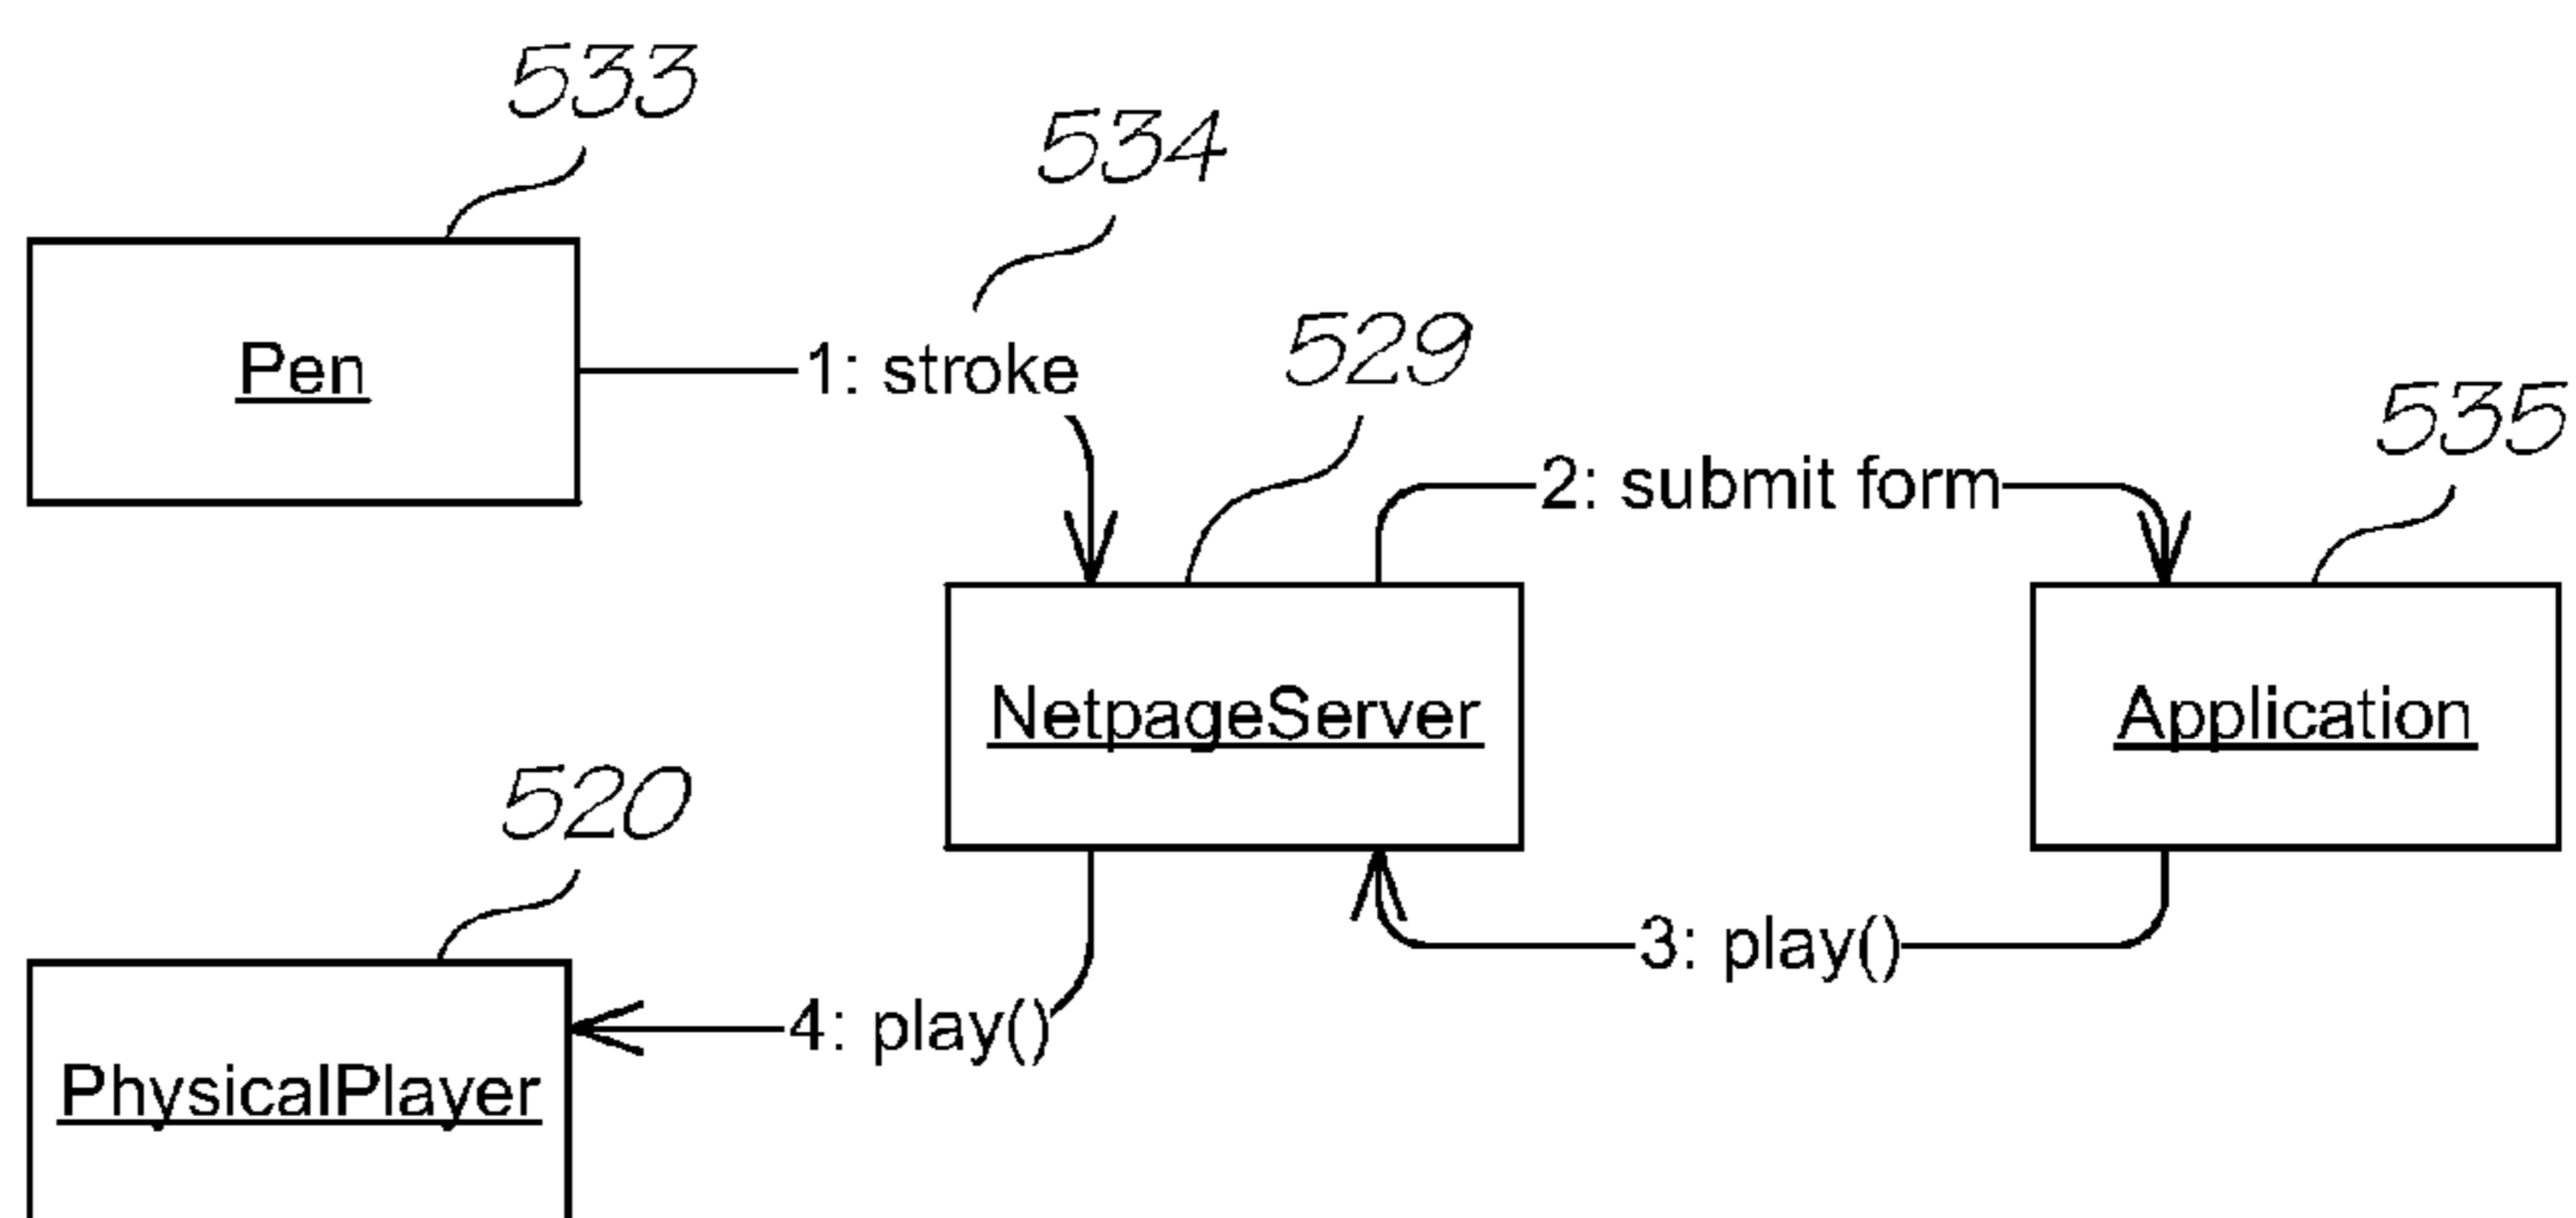 533
534
Pen
1: stroke
529
535
2: submit form
NetpageServer
Application
520
3: play()
4: play()
PhysicalPlayer